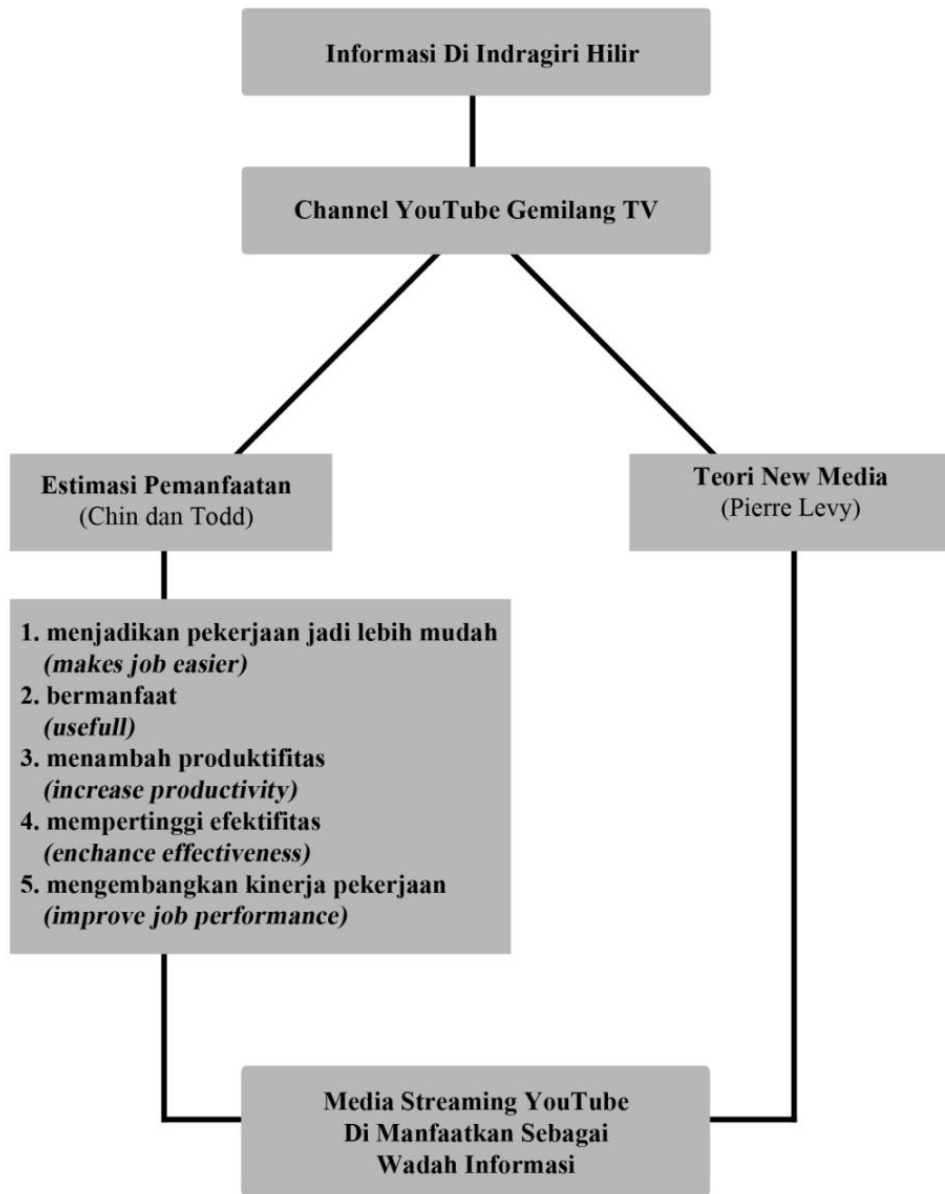 Informasi Di Indragiri Hilir
Channel YouTube Gemilang TV
Estimasi Pemanfaatan
(Chin dan Todd)
Teori New Media
(Pierre Levy)
1. menjadikan pekerjaan jadi lebih mudah
(makes job easier)
2. bermanfaat
(usefull)
3. menambah produktifitas
(increase productivity)
4. mempertinggi efektifitas
(enchance effectiveness)
5. mengembangkan kinerja pekerjaan
(improve job performance)
Media Streaming YouTube
Di Manfaatkan Sebagai
Wadah Informasi